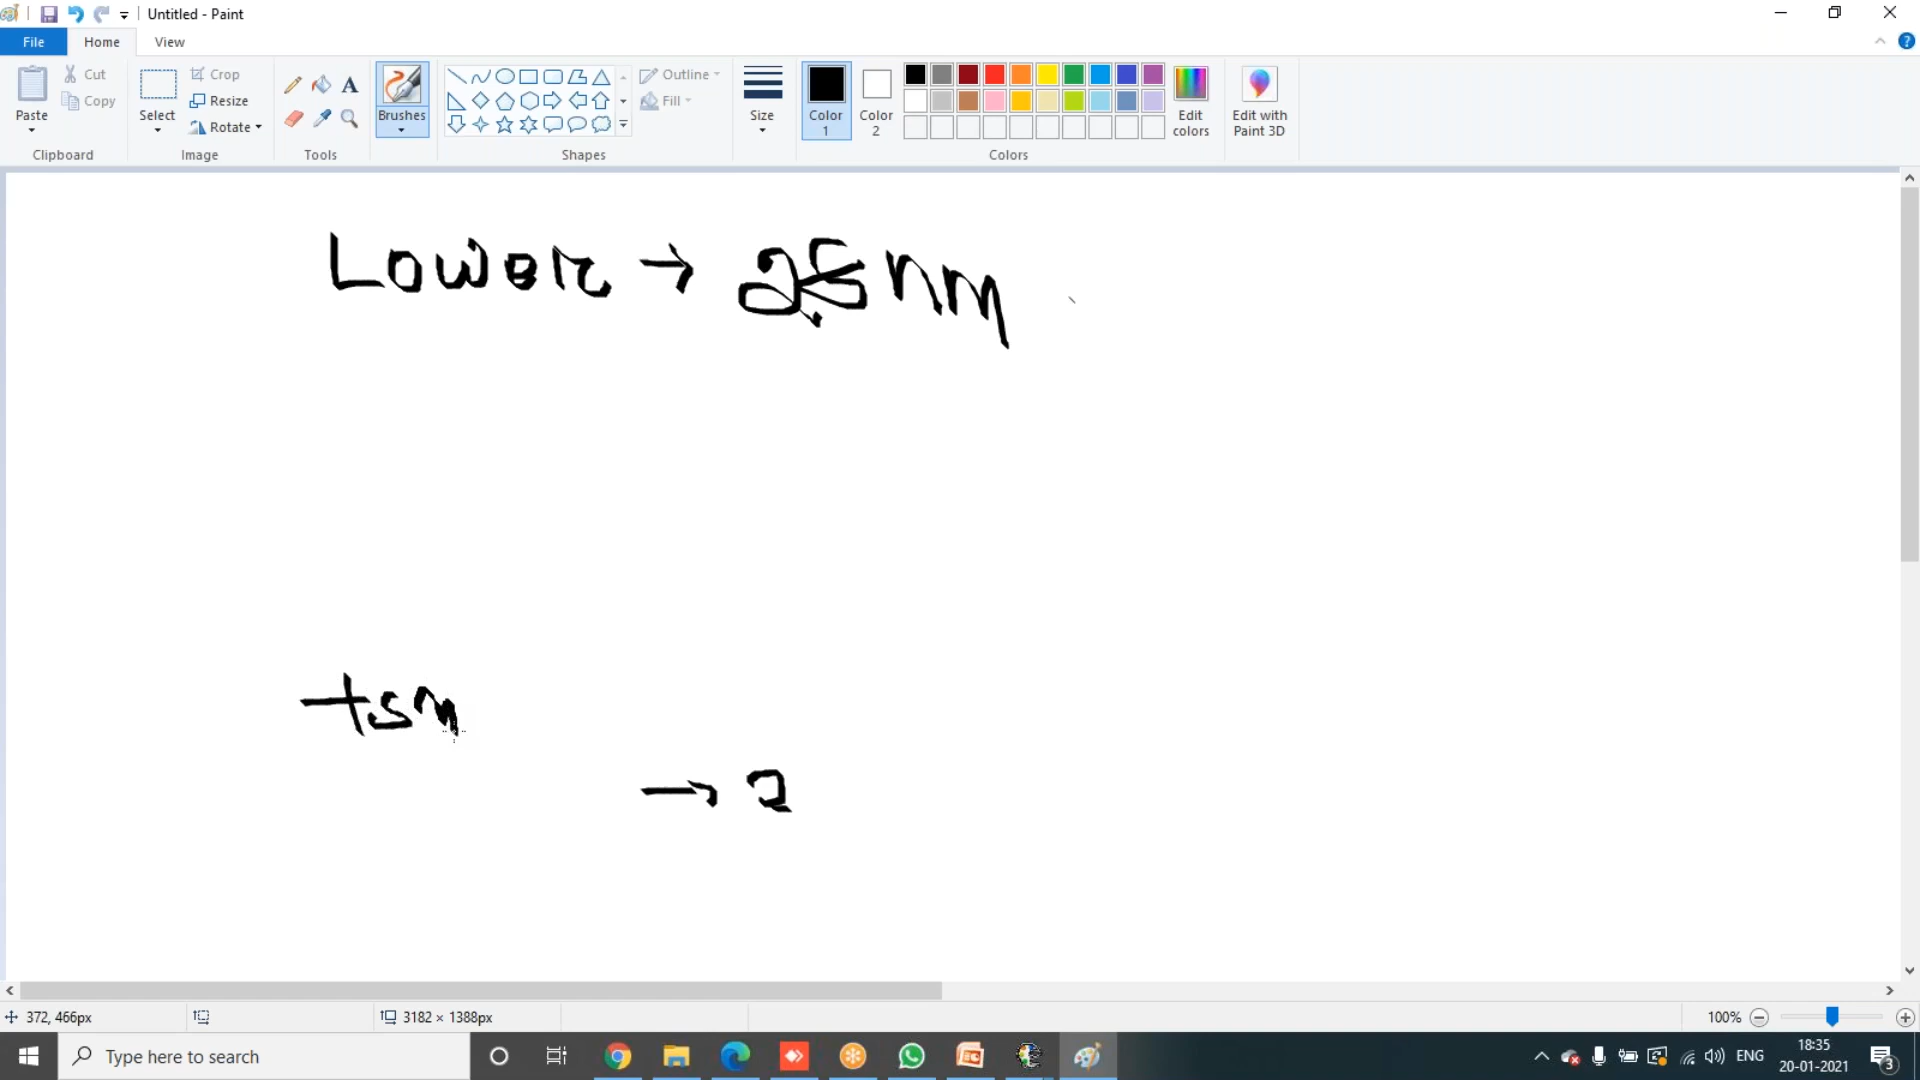 Untitled - Paint
File Home View
Paste Cut Copy Select Crop Resize Rotate Brushes Outline Fill Size Color 1 Color 2 Edit colors Edit with Paint 3D
Clipboard Image Tools Shapes Colors
Lower → nm
tsm
→ 2
372, 466px 3182 × 1388px 100%
Type here to search ENG 18:35
20-01-2021 3